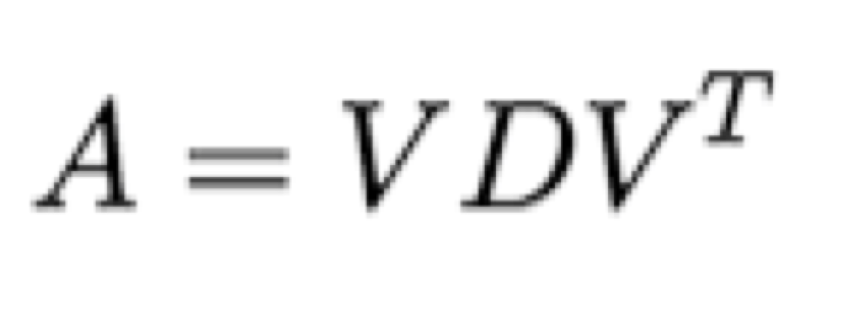 A = VDV^T